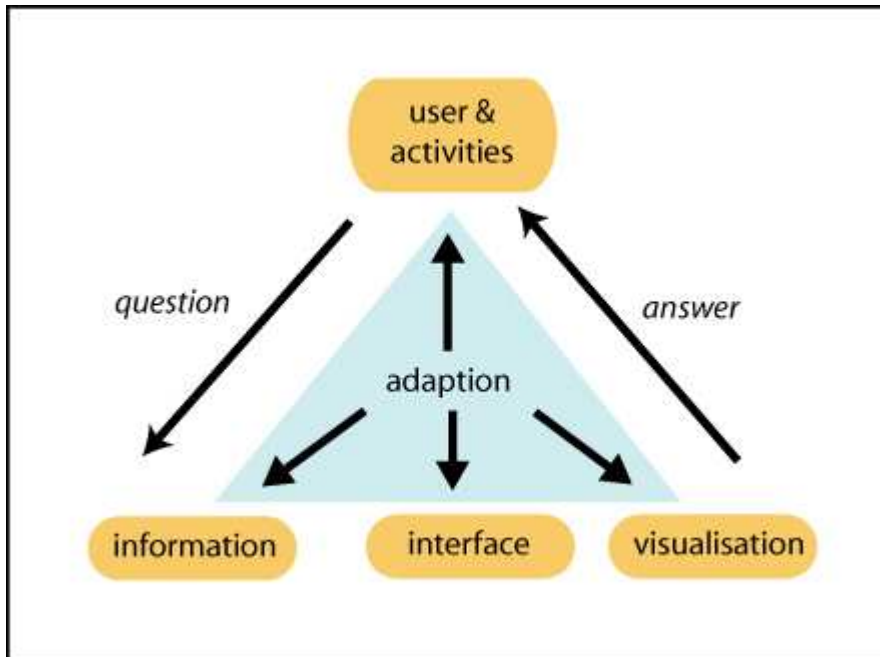 user &
activities
question
answer
adaption
information
interface
visualisation